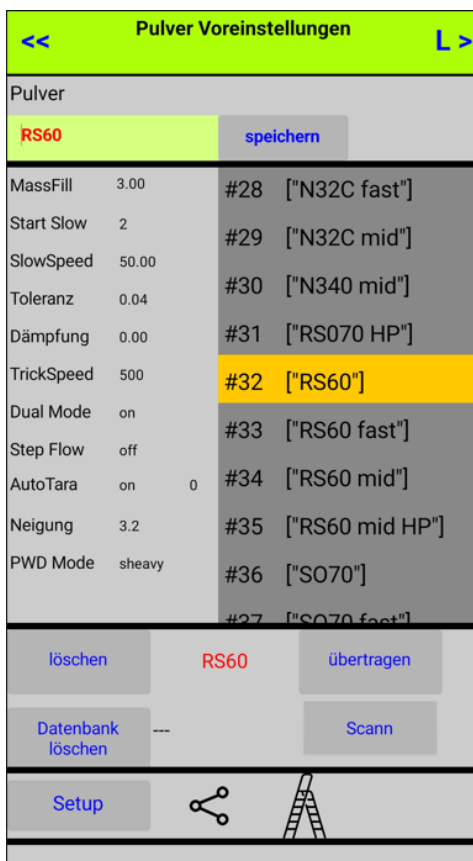 << Pulver Voreinstellungen L >
Pulver
RS60 speichern
MassFill 3.00
Start Slow 2
SlowSpeed 50.00
Toleranz 0.04
Dämpfung 0.00
TrickSpeed 500
Dual Mode on
Step Flow off
AutoTara on 0
Neigung 3.2
PWD Mode sheavy
#28 ["N32C fast"]
#29 ["N32C mid"]
#30 ["N340 mid"]
#31 ["RS070 HP"]
#32 ["RS60"]
#33 ["RS60 fast"]
#34 ["RS60 mid"]
#35 ["RS60 mid HP"]
#36 ["SO70"]
#37 ["SO70 fast"]
löschen RS60 übertragen
Datenbank --- Scann
löschen
Setup